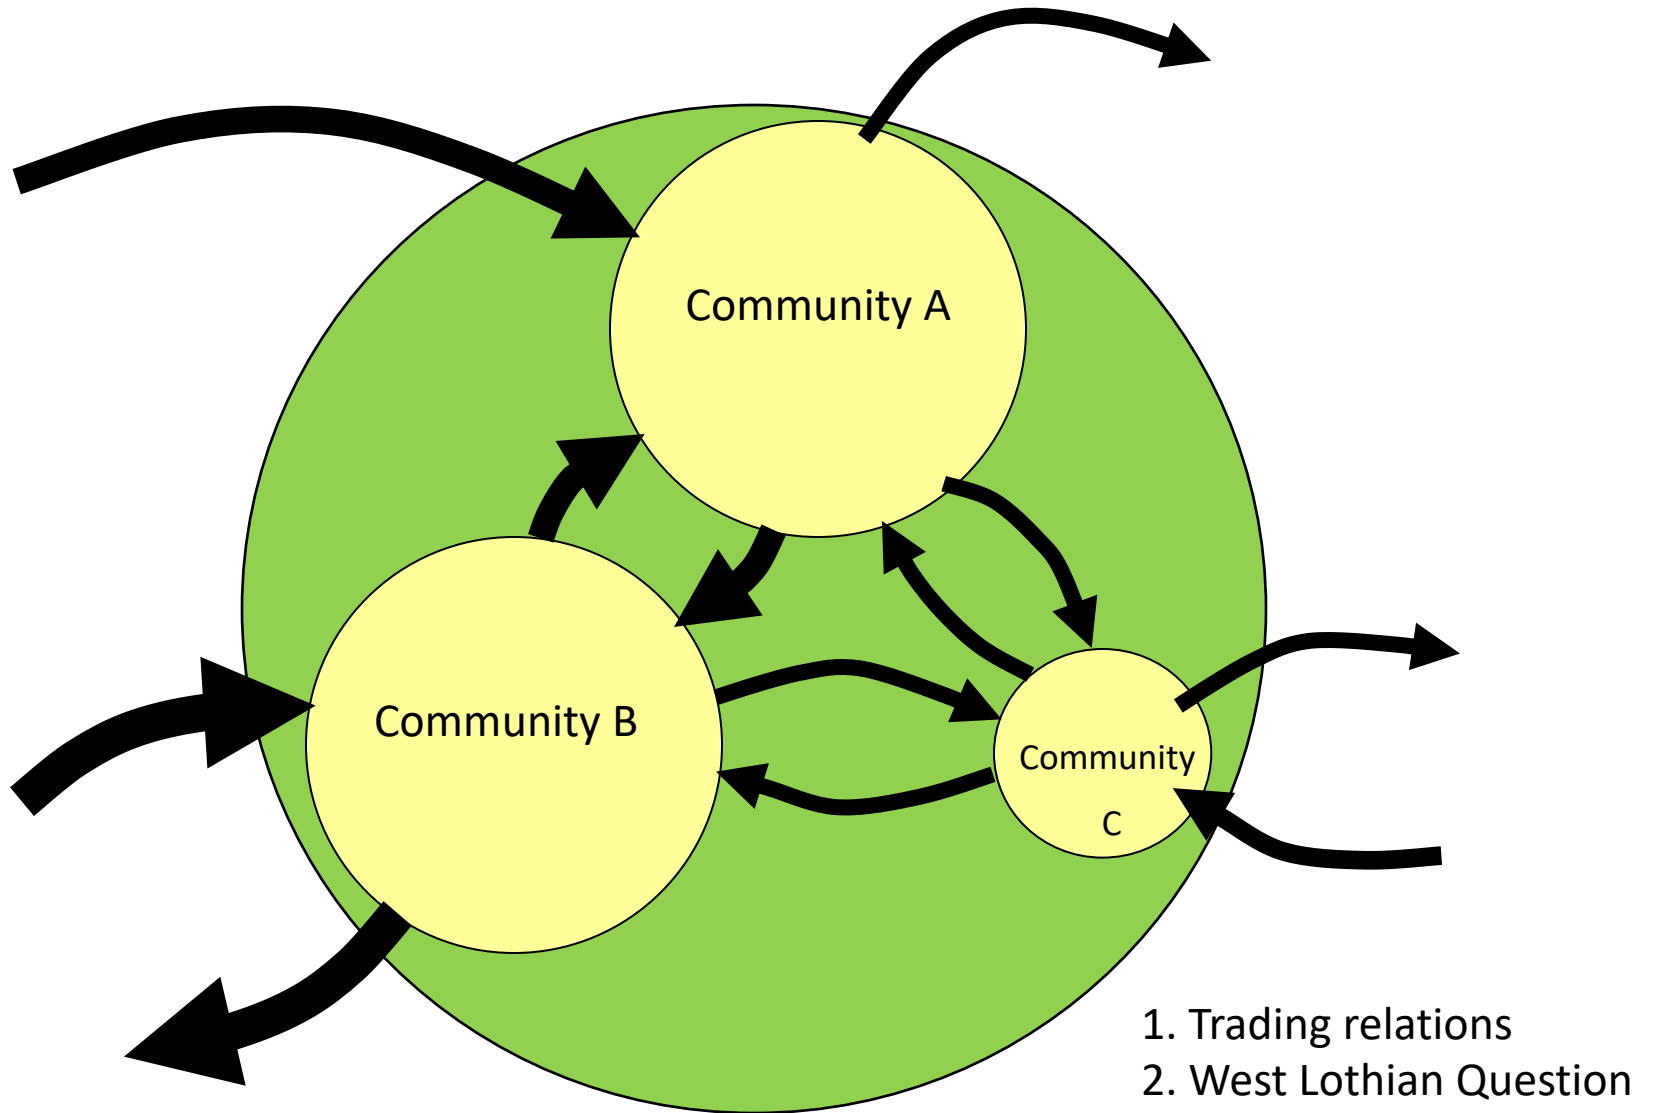 Community A
Community B
Community
C
1. Trading relations
2. West Lothian Question